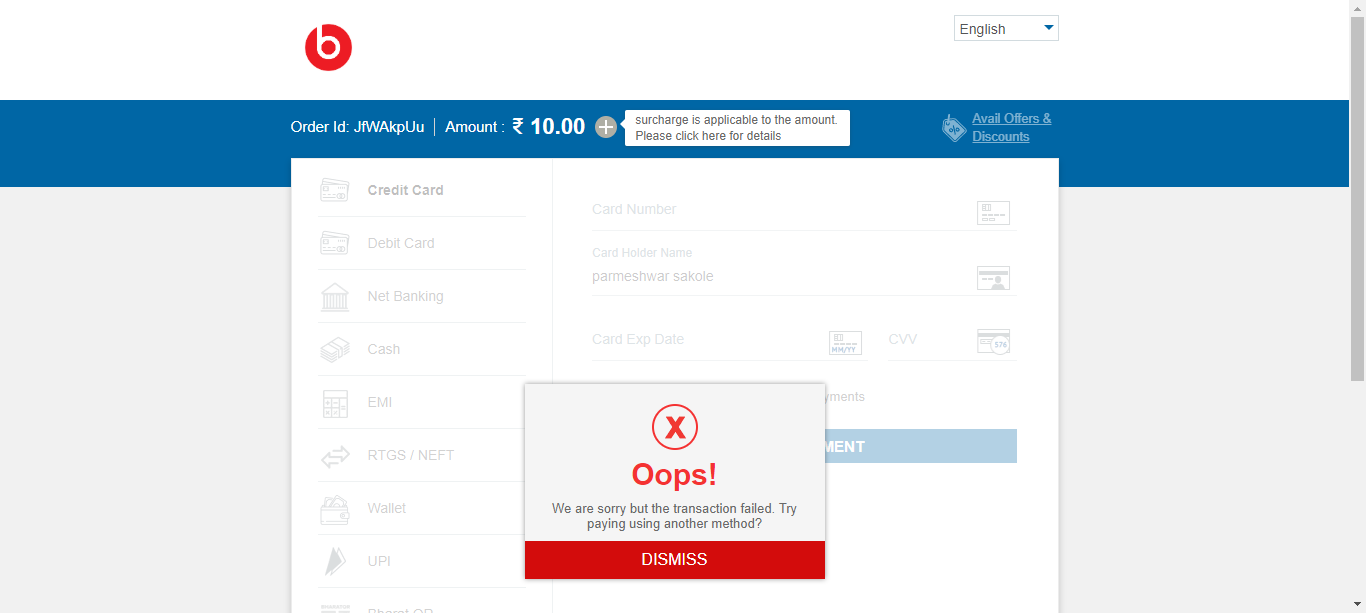 b
English
Order Id: JfWAkpUu | Amount : ₹ 10.00
surcharge is applicable to the amount.
Please click here for details
Avail Offers &
Discounts
Credit Card
Debit Card
Net Banking
Cash
EMI
RTGS / NEFT
Wallet
UPI
Card Number
Card Holder Name
parmeshwar sakole
Card Exp Date
MM/YY
CVV
576
yments
MENT
X
Oops!
We are sorry but the transaction failed. Try
paying using another method?
DISMISS